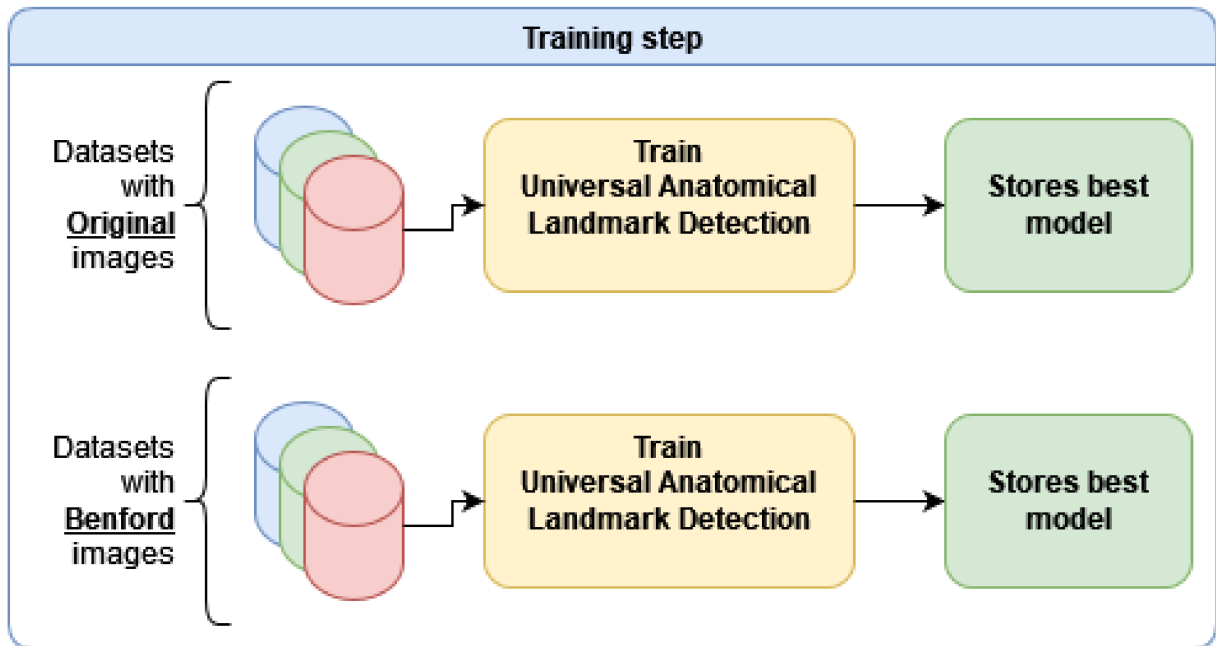 Training step
Datasets
with
Original
images
Train
Universal Anatomical
Landmark Detection
Stores best
model
Datasets
with
Benford
images
Train
Universal Anatomical
Landmark Detection
Stores best
model